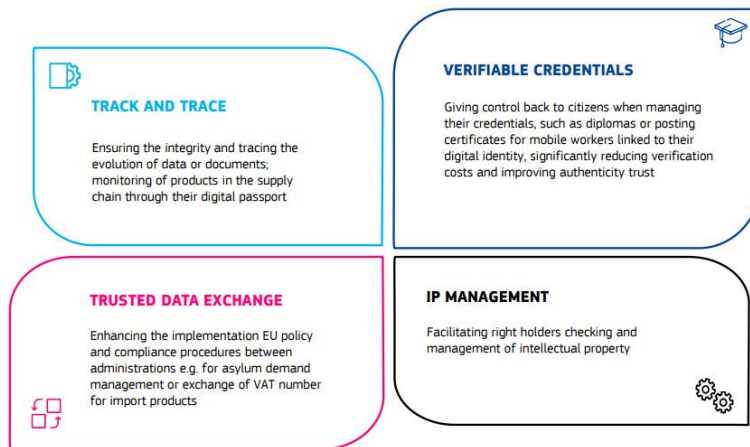 TRACK AND TRACE
Ensuring the integrity and tracing the
evolution of data or documents;
monitoring of products in the supply
chain through their digital passport
VERIFIABLE CREDENTIALS
Giving control back to citizens when managing
their credentials, such as diplomas or posting
certificates for mobile workers linked to their
digital identity, significantly reducing verification
costs and improving authenticity trust
TRUSTED DATA EXCHANGE
Enhancing the implementation EU policy
and compliance procedures between
administrations e.g. for asylum demand
management or exchange of VAT number
for import products
IP MANAGEMENT
Facilitating right holders checking and
management of intellectual property